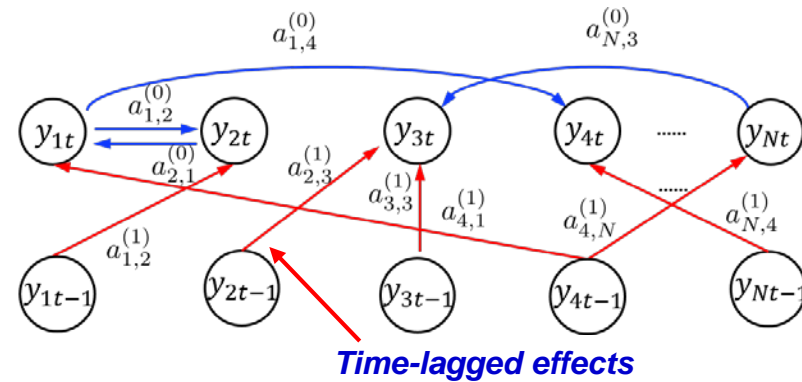 a_{1,4}^{(0)} a_{N,3}^{(0)}
a_{1,2}^{(0)}
y_{1t} y_{2t} y_{3t} y_{4t} ...... y_{Nt}
a_{2,1}^{(0)} a_{2,3}^{(1)} ......
a_{3,3}^{(1)} a_{4,1}^{(1)} a_{4,N}^{(1)} a_{N,4}^{(1)}
a_{1,2}^{(1)}
y_{1t-1} y_{2t-1} y_{3t-1} y_{4t-1} y_{Nt-1}
Time-lagged effects